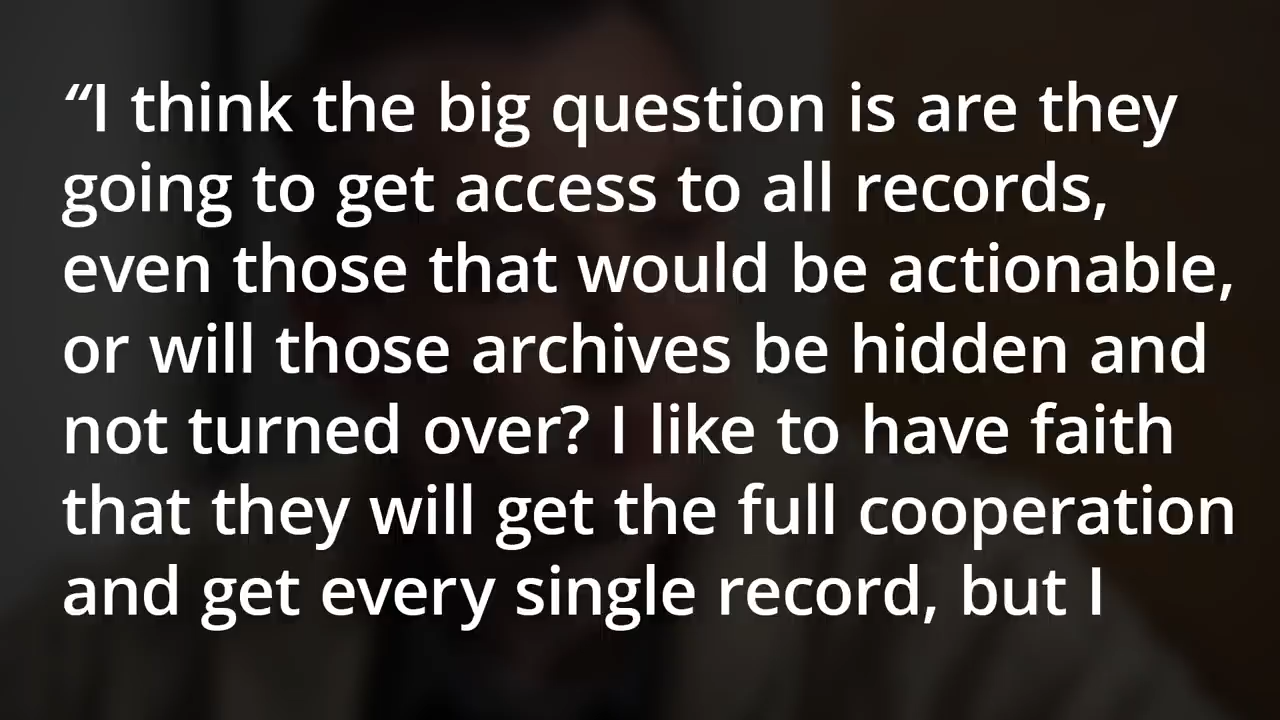 “I think the big question is are they
going to get access to all records,
even those that would be actionable,
or will those archives be hidden and
not turned over? I like to have faith
that they will get the full cooperation
and get every single record, but I